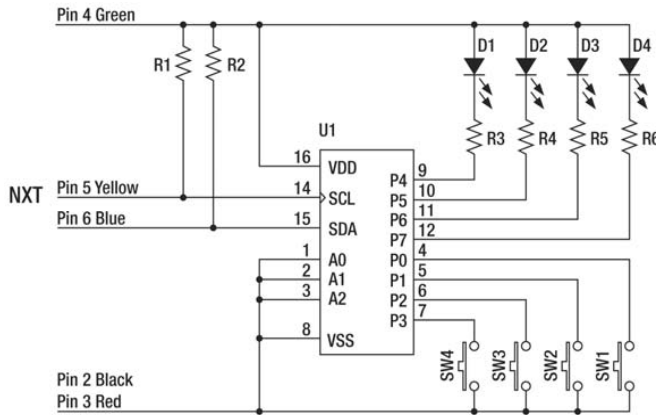 Pin 4 Green
D1 D2 D3 D4
R1 R2
R3 R4 R5 R6
U1
16 VDD
P4 9
NXT
Pin 5 Yellow
14 SCL
P5 10
P6 11
Pin 6 Blue
15 SDA
P7 12
1 A0
P0 4
2 A1
P1 5
3 A2
P2 6
P3 7
8 VSS
SW4 SW3 SW2 SW1
Pin 2 Black
Pin 3 Red